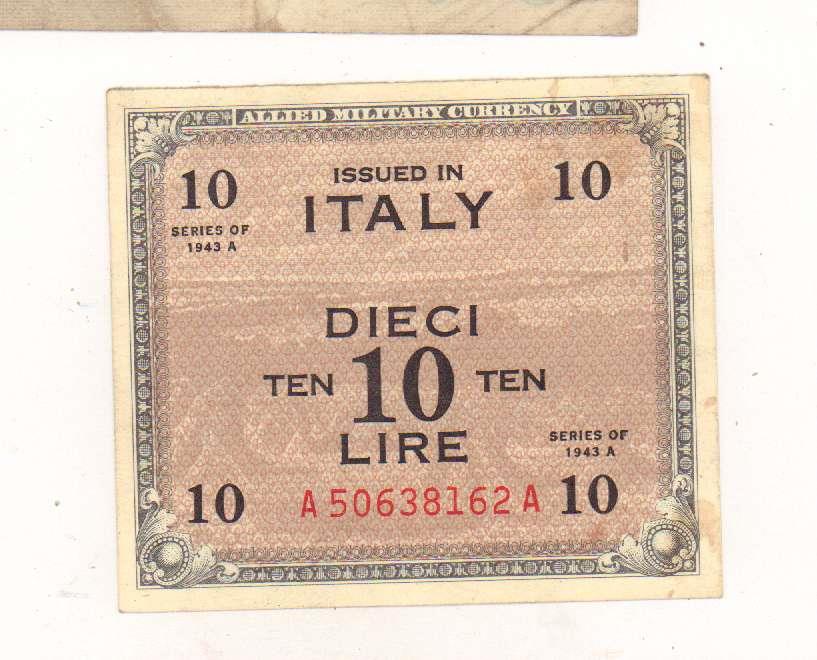 ALLIED MILITARY CURRENCY
10 ISSUED IN 10
ITALY
SERIES OF
1943 A
DIECI
TEN 10 TEN
LIRE
SERIES OF
1943 A
10 A50638162A 10